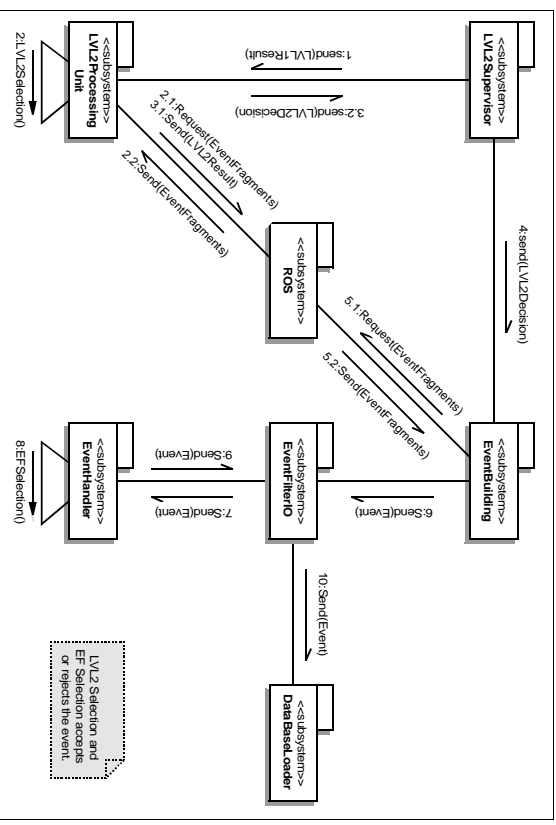 <<subsystem>>
LVL2Supervisor
4:send(LVL2Decision)
<<subsystem>>
EventBuilding
1:send(LVL1Result)
3.2:send(LVL2Decision)
5.1:Request(EventFragments)
5.2:Send(EventFragments)
6:Send(Event)
<<subsystem>>
ROS
<<subsystem>>
EventFilterIO
10:Send(Event)
<<subsystem>>
DataBaseLoader
2.1:Request(EventFragments)
3.1:Send(LVL2Result)
2.2:Send(EventFragments)
9:Send(Event)
7:Send(Event)
<<subsystem>>
LVL2Processing
Unit
2:LVL2Selection()
<<subsystem>>
EventHandler
8:EFSelection()
LVL2 Selection and
EF Selection accepts
or rejects the event.